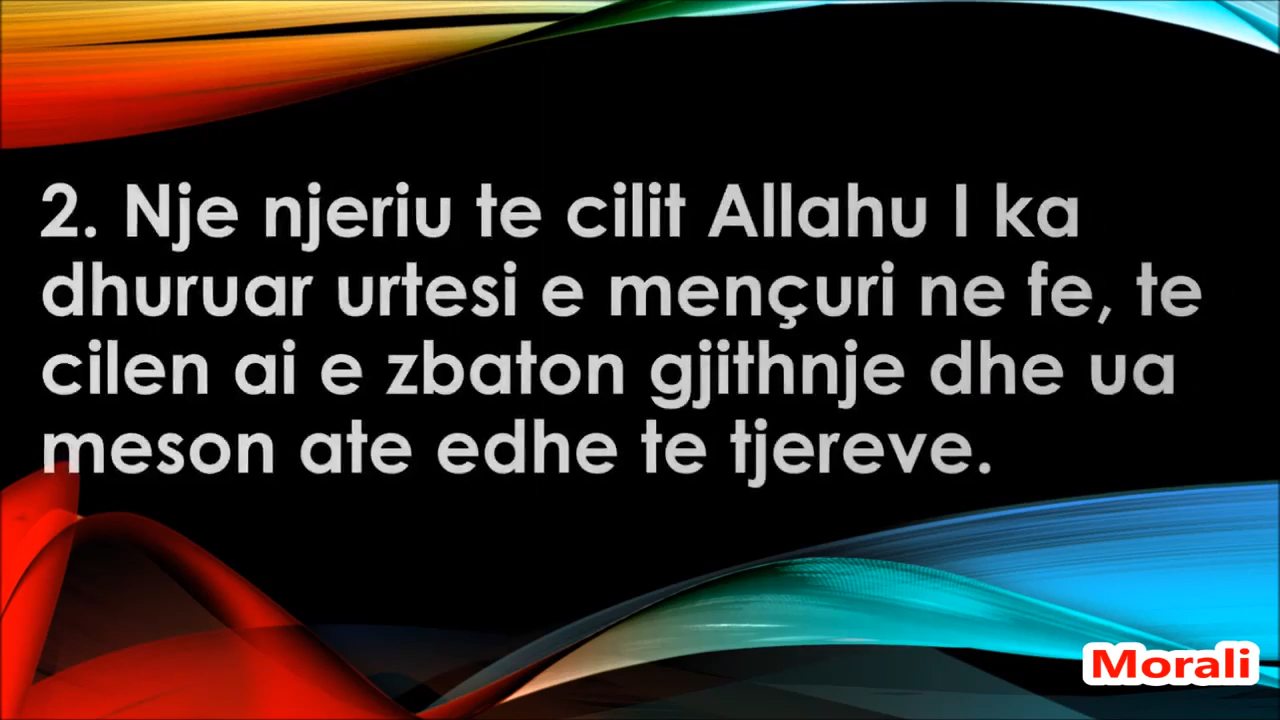 2. Nje njeriu te cilit Allahu I ka
dhuruar urtesi e mençuri ne fe, te
cilen ai e zbaton gjithnje dhe ua
meson ate edhe te tjereve.
Morali